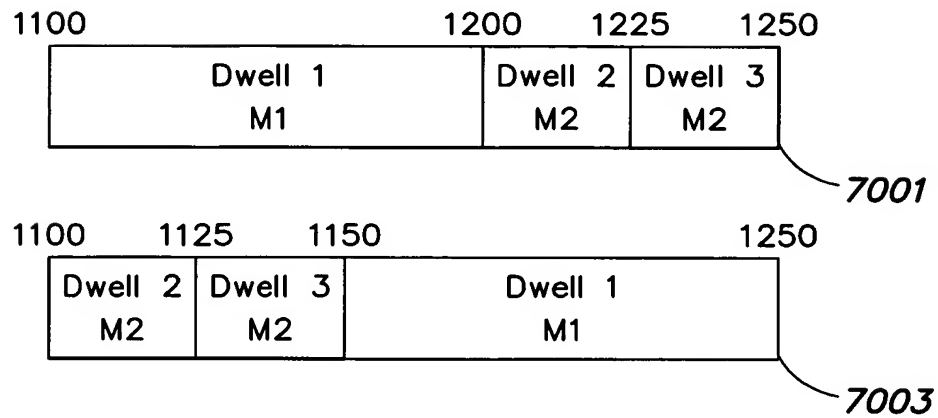 1100 1200 1225 1250
Dwell 1 Dwell 2 Dwell 3
M1 M2 M2
7001
1100 1125 1150 1250
Dwell 2 Dwell 3 Dwell 1
M2 M2 M1
7003